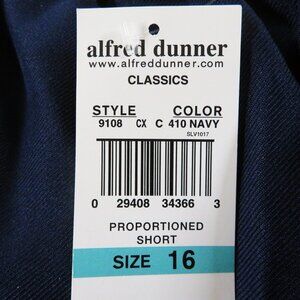 alfred dunner
www.alfreddunner.com
CLASSICS
STYLE COLOR
9108 CX C 410 NAVY
SLV1017
0 29408 34366 3
PROPORTIONED
SHORT
SIZE 16